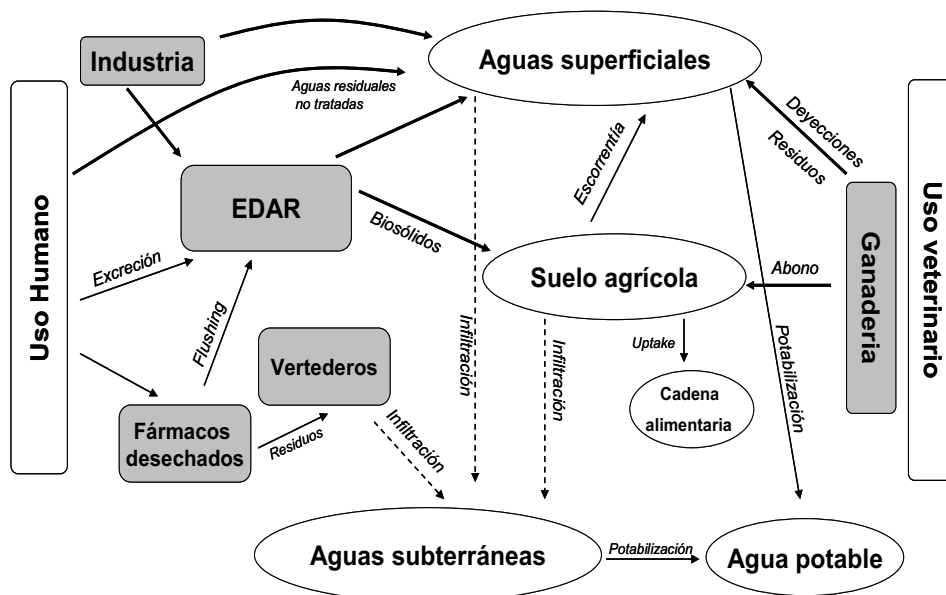 Industria
Aguas superficiales
Aguas residuales
no tratadas
Deyecciones
Residuos
Uso Humano
EDAR
Escorrentía
Uso veterinario
Ganaderia
Biosólidos
Suelo agrícola
Abono
Excreción
Flushing
Vertederos
Infiltración
Infiltración
Uptake
Potabilización
Cadena
alimentaria
Fármacos
desechados
Residuos
Infiltración
Aguas subterráneas
Potabilización
Agua potable